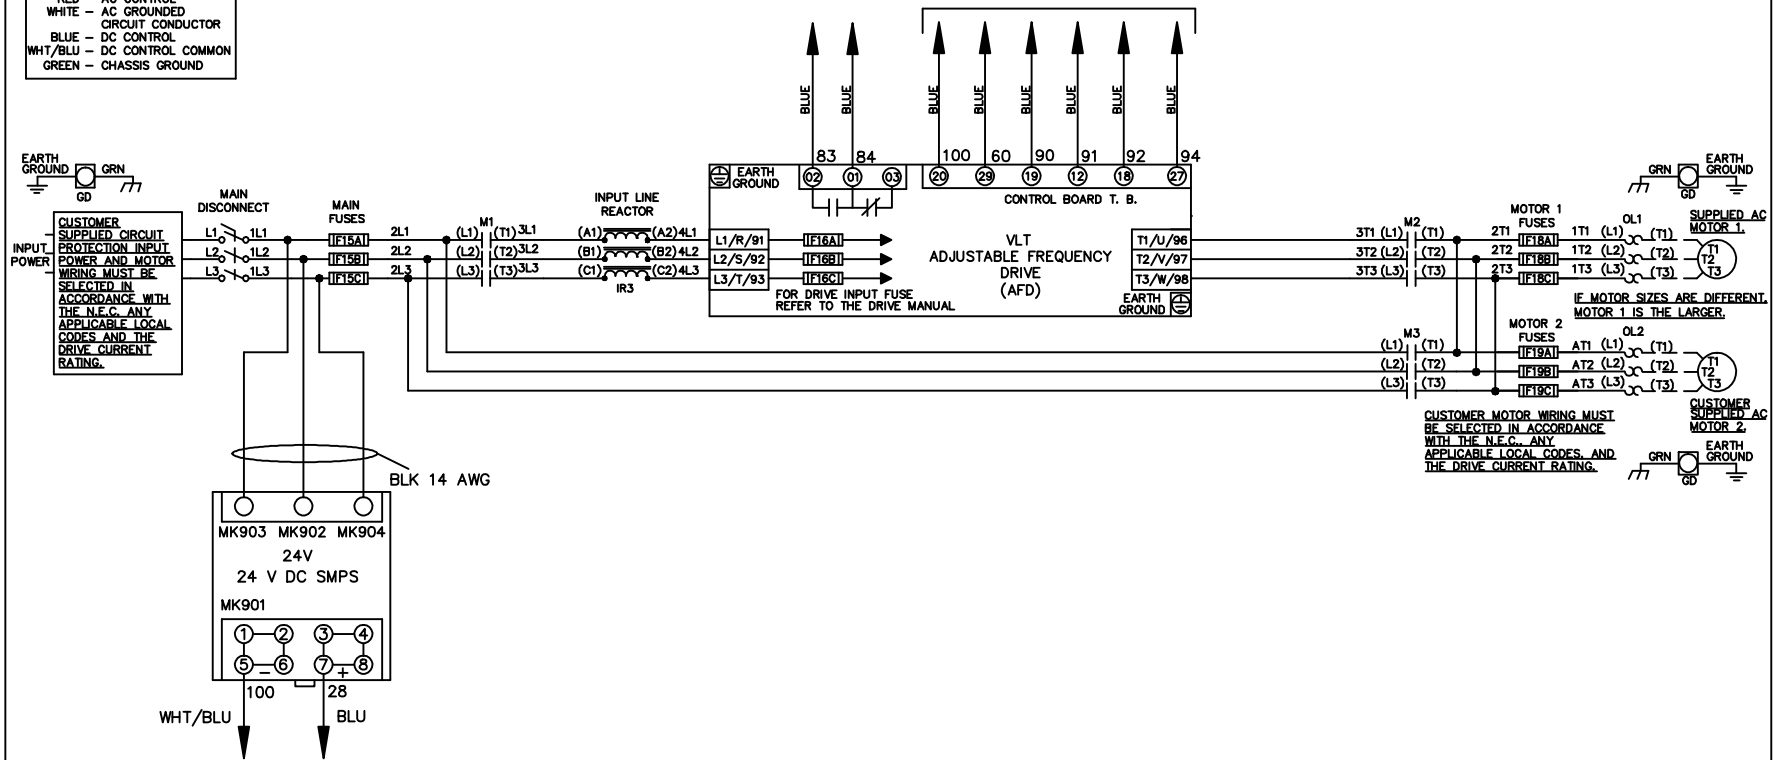 WHITE – AC GROUNDED
CIRCUIT CONDUCTOR
BLUE – DC CONTROL
WHT/BLU – DC CONTROL COMMON
GREEN – CHASSIS GROUND
BLUE
BLUE
BLUE
BLUE
BLUE
BLUE
BLUE
BLUE
83 84 100 60 90 91 92 94
02 01 03 20 29 19 12 18 27
EARTH
GROUND
CONTROL BOARD T. B.
EARTH
GROUND
GRN
GD
MAIN
DISCONNECT
MAIN
FUSES
INPUT LINE
REACTOR
INPUT
POWER
CUSTOMER
SUPPLIED CIRCUIT
PROTECTION INPUT
POWER AND MOTOR
WIRING MUST BE
SELECTED IN
ACCORDANCE WITH
THE N.E.C. ANY
APPLICABLE LOCAL
CODES AND THE
DRIVE CURRENT
RATING.
M1
L1 1L1 F15A 2L1 (L1) (T1) 3L1 (A1) (A2) 4L1 L1/R/91 F16A
L2 1L2 F15B 2L2 (L2) (T2) 3L2 (B1) (B2) 4L2 L2/S/92 F16B
L3 1L3 F15C 2L3 (L3) (T3) 3L3 (C1) (C2) 4L3 L3/T/93 F16C
IR3
FOR DRIVE INPUT FUSE
REFER TO THE DRIVE MANUAL
VLT
ADJUSTABLE FREQUENCY
DRIVE
(AFD)
T1/U/96
T2/V/97
T3/W/98
EARTH
GROUND
GRN
EARTH
GROUND
GD
M2
MOTOR 1
FUSES
OL1
SUPPLIED AC
MOTOR 1.
3T1 (L1) (T1) 2T1 F18A 1T1 (L1) (T1) T1
3T2 (L2) (T2) 2T2 F18B 1T2 (L2) (T2) T2
3T3 (L3) (T3) 2T3 F18C 1T3 (L3) (T3) T3
IF MOTOR SIZES ARE DIFFERENT,
MOTOR 1 IS THE LARGER.
M3
MOTOR 2
FUSES
OL2
(L1) (T1) F19A AT1 (L1) (T1) T1
(L2) (T2) F19B AT2 (L2) (T2) T2
(L3) (T3) F19C AT3 (L3) (T3) T3
CUSTOMER
SUPPLIED AC
MOTOR 2.
CUSTOMER MOTOR WIRING MUST
BE SELECTED IN ACCORDANCE
WITH THE N.E.C., ANY
APPLICABLE LOCAL CODES, AND
THE DRIVE CURRENT RATING.
GRN
EARTH
GROUND
GD
BLK 14 AWG
MK903 MK902 MK904
24V
24 V DC SMPS
MK901
1 2 3 4
5 – 6 7 + 8
100 28
WHT/BLU BLU